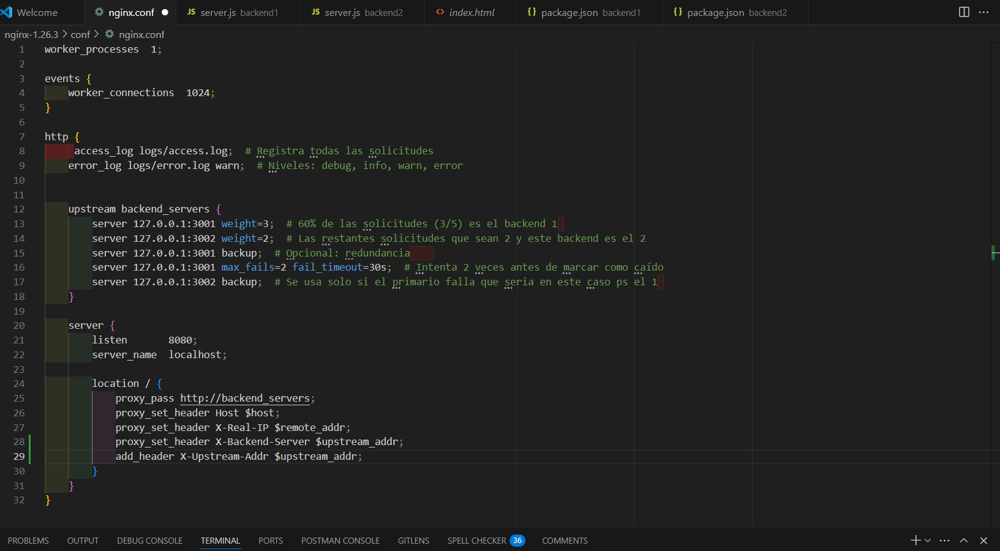 Welcome nginx.conf JS server.js backend1 JS server.js backend2 <> index.html {} package.json backend1 {} package.json backend2
nginx-1.26.3 > conf > nginx.conf
1 worker_processes  1;
2
3 events {
4     worker_connections  1024;
5 }
6
7 http {
8      access_log logs/access.log;  # Registra todas las solicitudes
9     error_log logs/error.log warn;  # Niveles: debug, info, warn, error
10
11
12     upstream backend_servers {
13         server 127.0.0.1:3001 weight=3;  # 60% de las solicitudes (3/5) es el backend 1
14         server 127.0.0.1:3002 weight=2;  # Las restantes solicitudes que sean 2 y este backend es el 2
15         server 127.0.0.1:3001 backup;  # Opcional: redundancia
16         server 127.0.0.1:3001 max_fails=2 fail_timeout=30s;  # Intenta 2 veces antes de marcar como caído
17         server 127.0.0.1:3002 backup;  # Se usa solo si el primario falla que seria en este caso ps el 1
18     }
19
20     server {
21         listen       8080;
22         server_name  localhost;
23
24         location / {
25             proxy_pass http://backend_servers;
26             proxy_set_header Host $host;
27             proxy_set_header X-Real-IP $remote_addr;
28             proxy_set_header X-Backend-Server $upstream_addr;
29             add_header X-Upstream-Addr $upstream_addr;
30         }
31     }
32 }
PROBLEMS OUTPUT DEBUG CONSOLE TERMINAL PORTS POSTMAN CONSOLE GITLENS SPELL CHECKER 36 COMMENTS